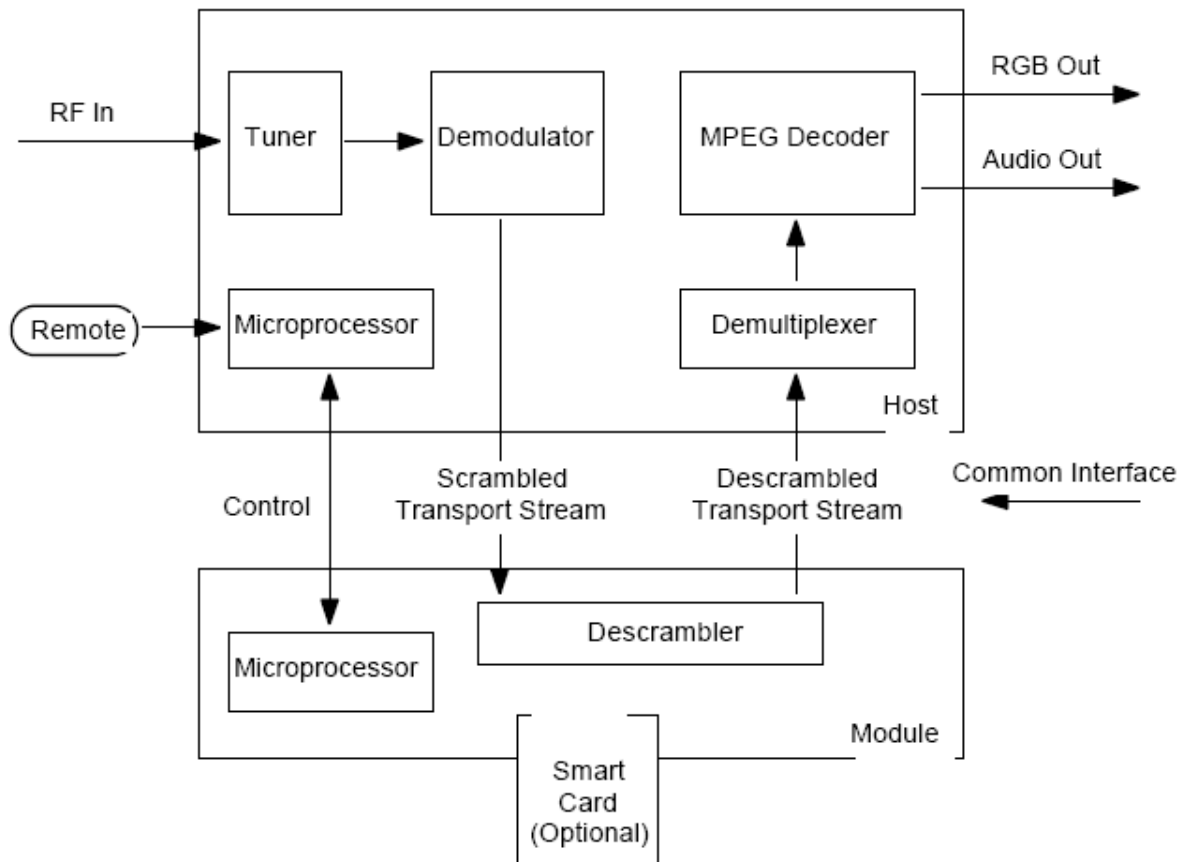 RGB Out
RF In
Tuner
Demodulator
MPEG Decoder
Audio Out
Remote
Microprocessor
Demultiplexer
Host
Control
Scrambled
Transport Stream
Descrambled
Transport Stream
Common Interface
Descrambler
Microprocessor
Module
Smart
Card
(Optional)